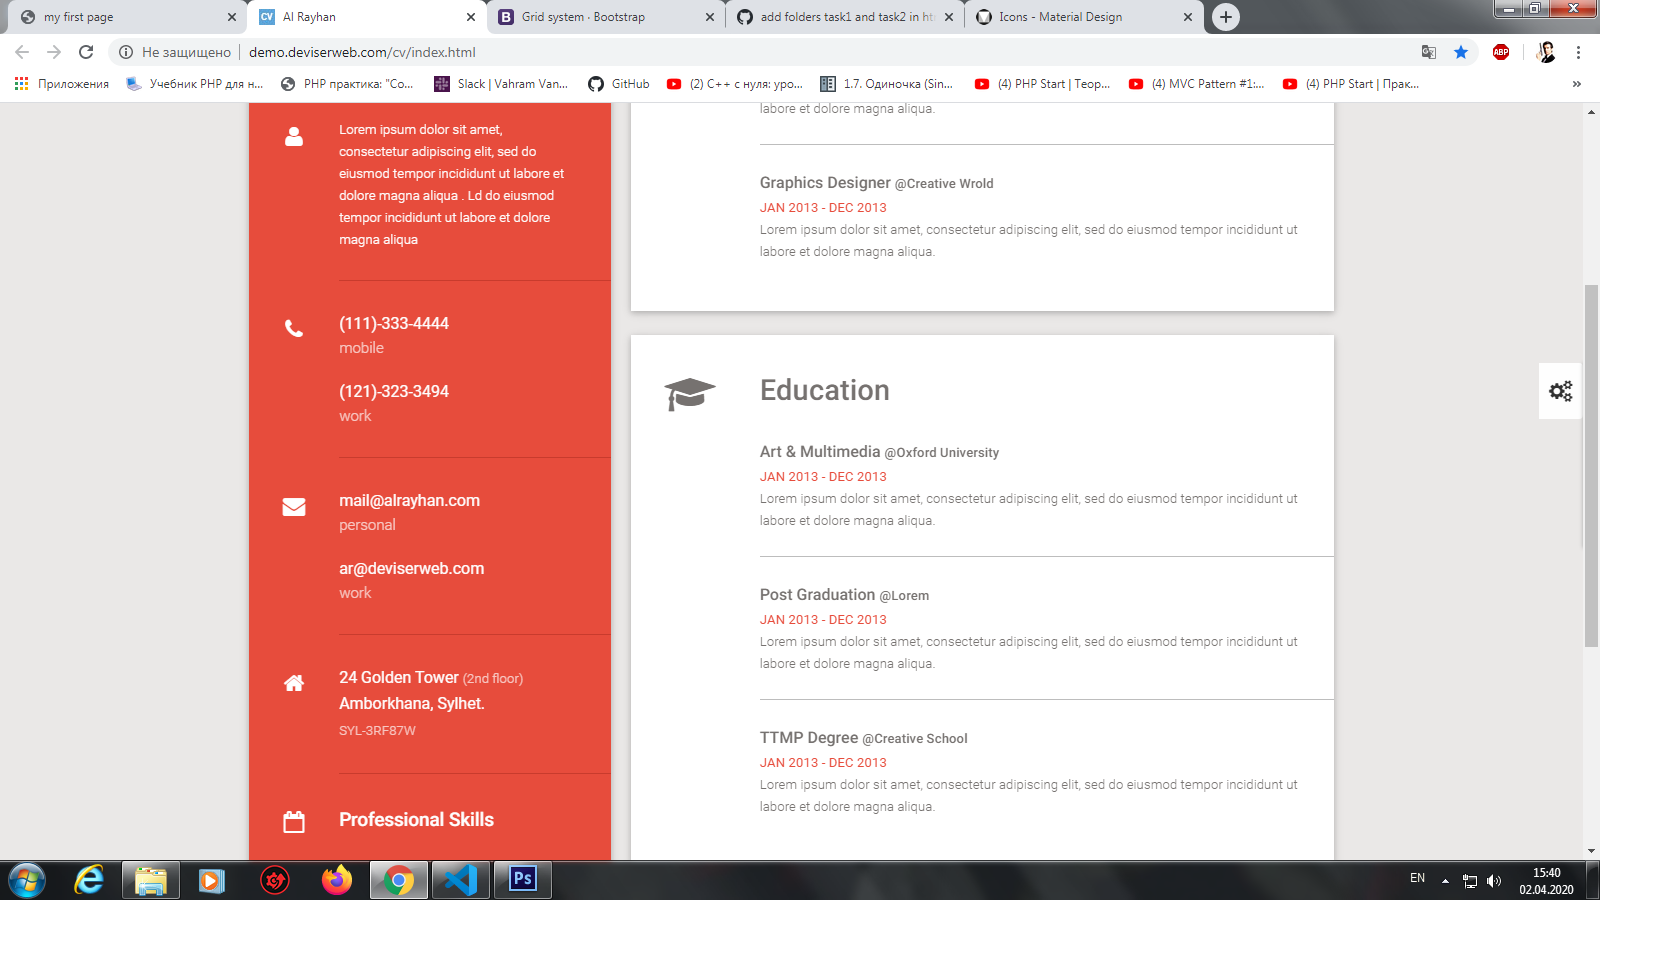 my first page
CV Al Rayhan
B Grid system · Bootstrap
add folders task1 and task2 in ht
Icons - Material Design
Не защищено | demo.deviserweb.com/cv/index.html
ABP
Приложения
Учебник PHP для н...
PHP практика: "Со...
Slack | Vahram Van...
GitHub
(2) C++ с нуля: уро...
1.7. Одиночка (Sin...
(4) PHP Start | Теор...
(4) MVC Pattern #1:...
(4) PHP Start | Прак...
»
Lorem ipsum dolor sit amet,
consectetur adipiscing elit, sed do
eiusmod tempor incididunt ut labore et
dolore magna aliqua . Ld do eiusmod
tempor incididunt ut labore et dolore
magna aliqua
(111)-333-4444
mobile
(121)-323-3494
work
mail@alrayhan.com
personal
ar@deviserweb.com
work
24 Golden Tower (2nd floor)
Amborkhana, Sylhet.
SYL-3RF87W
Professional Skills
labore et dolore magna aliqua.
Graphics Designer @Creative Wrold
JAN 2013 - DEC 2013
Lorem ipsum dolor sit amet, consectetur adipiscing elit, sed do eiusmod tempor incididunt ut
labore et dolore magna aliqua.
Education
Art & Multimedia @Oxford University
JAN 2013 - DEC 2013
Lorem ipsum dolor sit amet, consectetur adipiscing elit, sed do eiusmod tempor incididunt ut
labore et dolore magna aliqua.
Post Graduation @Lorem
JAN 2013 - DEC 2013
Lorem ipsum dolor sit amet, consectetur adipiscing elit, sed do eiusmod tempor incididunt ut
labore et dolore magna aliqua.
TTMP Degree @Creative School
JAN 2013 - DEC 2013
Lorem ipsum dolor sit amet, consectetur adipiscing elit, sed do eiusmod tempor incididunt ut
labore et dolore magna aliqua.
Ps
EN
15:40
02.04.2020